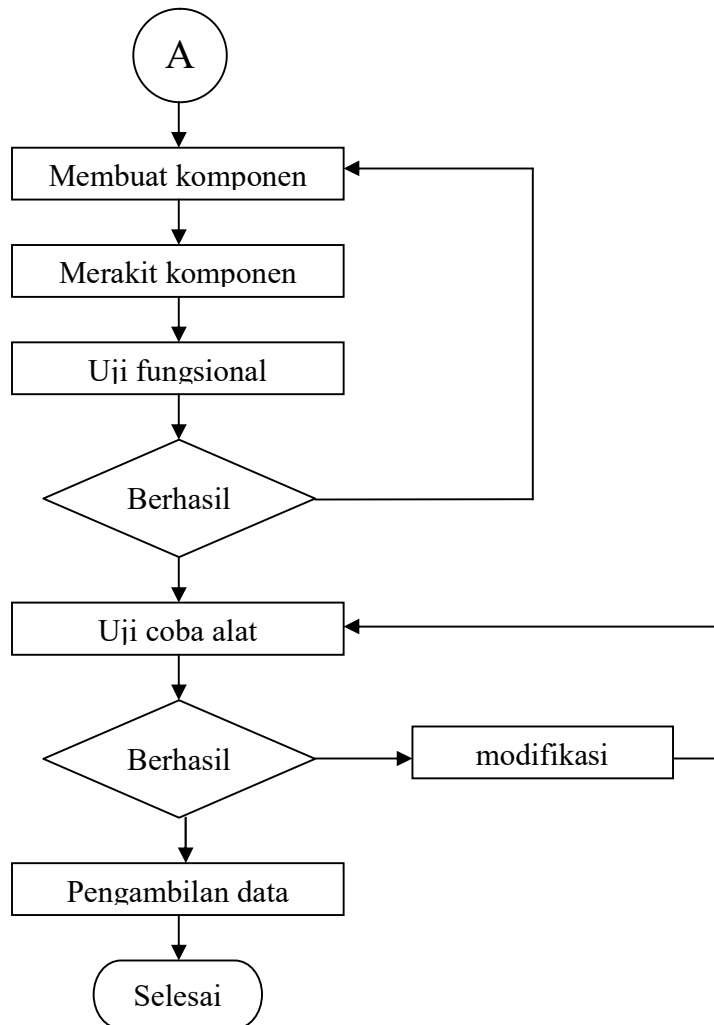 A
Membuat komponen
Merakit komponen
Uji fungsional
Berhasil
Uji coba alat
Berhasil
modifikasi
Pengambilan data
Selesai